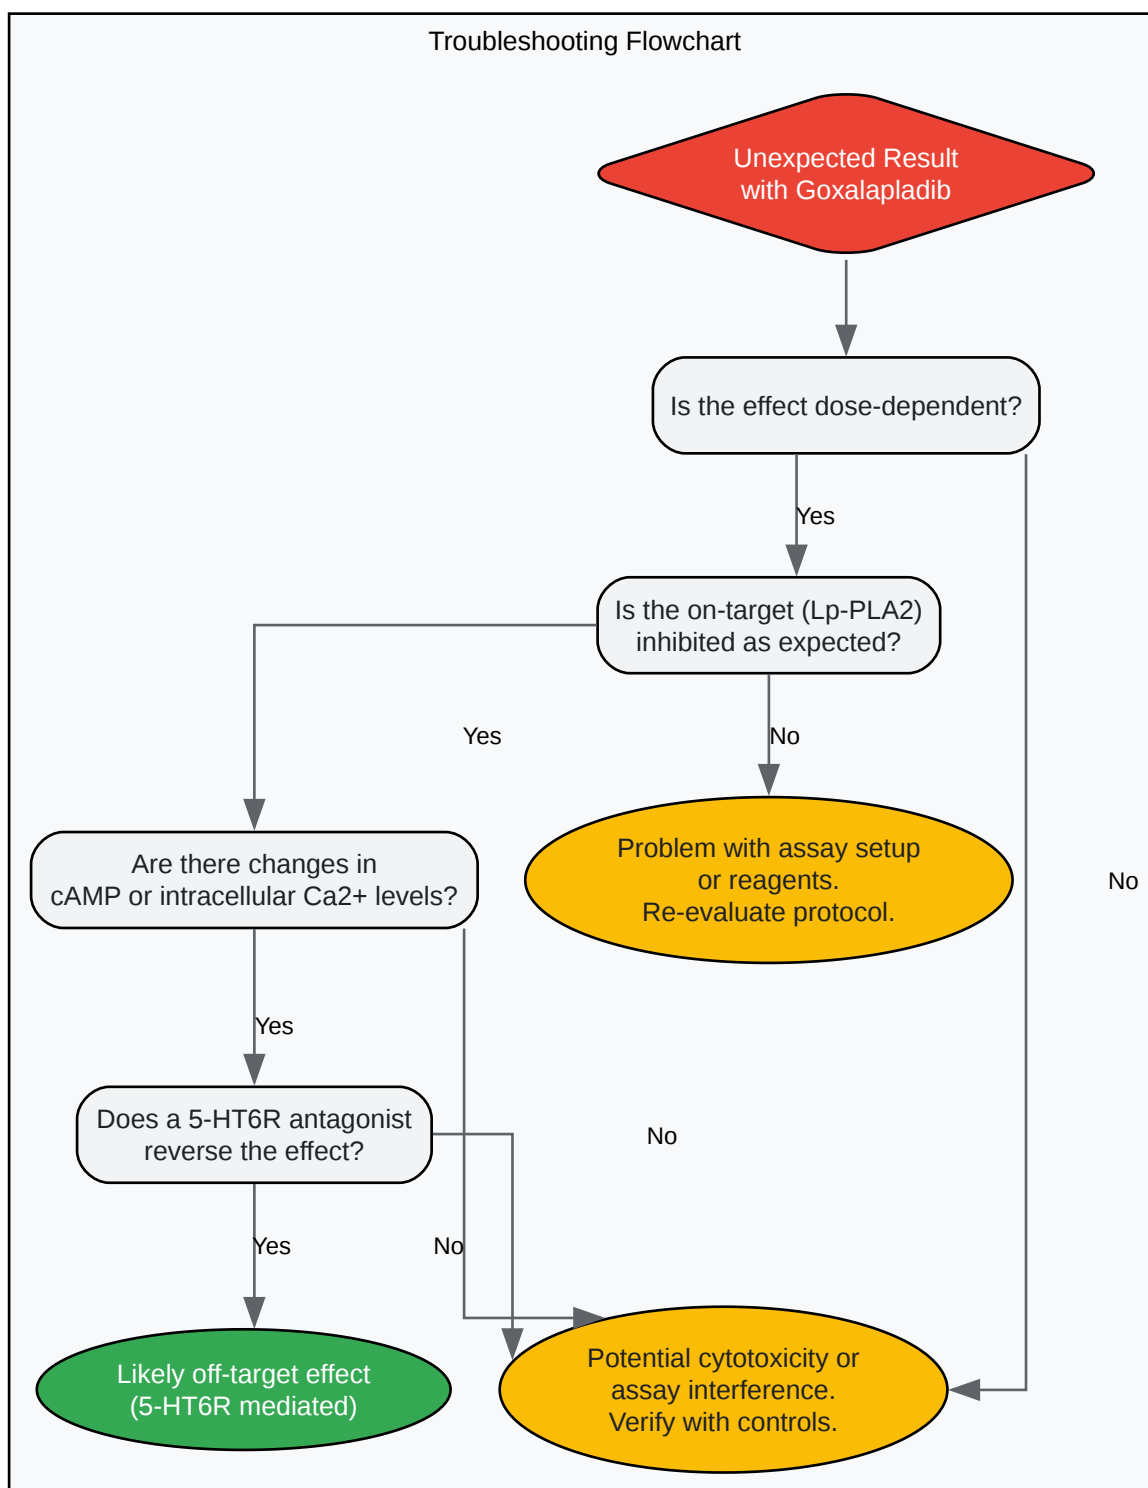 Troubleshooting Flowchart
Unexpected Result
with Goxalapladib
Is the effect dose-dependent?
Yes
Is the on-target (Lp-PLA2)
inhibited as expected?
Yes
No
Are there changes in
cAMP or intracellular Ca2+ levels?
Problem with assay setup
or reagents.
Re-evaluate protocol.
No
Yes
Does a 5-HT6R antagonist
reverse the effect?
No
Yes
No
Likely off-target effect
(5-HT6R mediated)
Potential cytotoxicity or
assay interference.
Verify with controls.